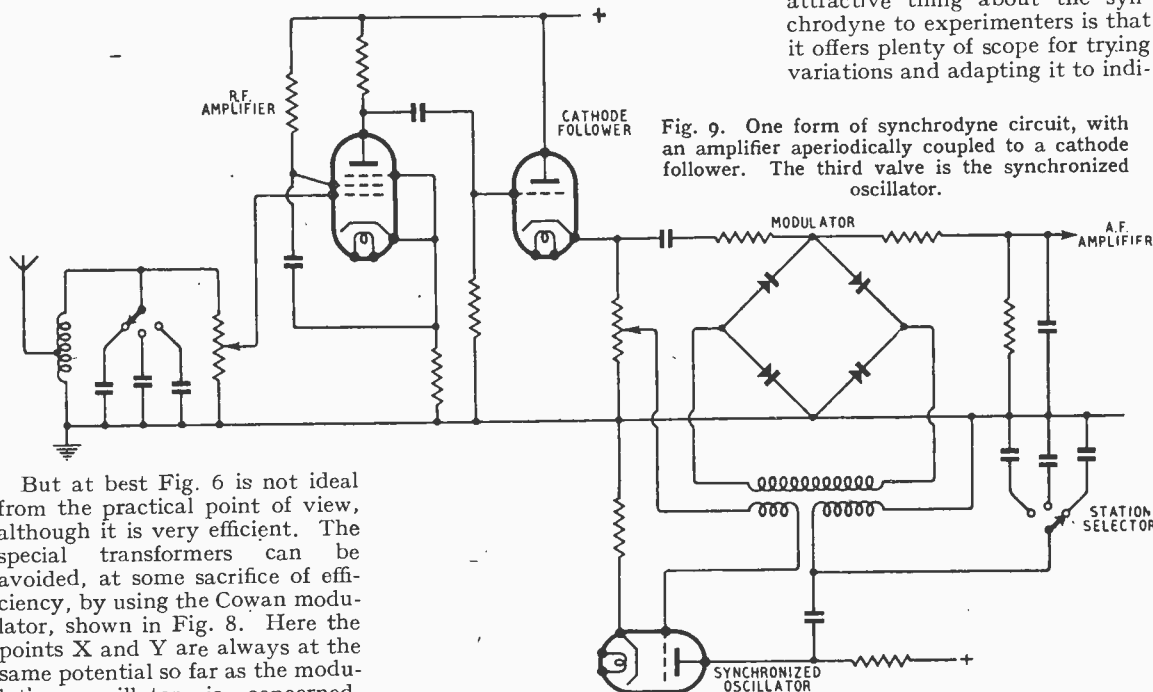 attractive thing about the syn-
chrodyne to experimenters is that
it offers plenty of scope for trying
variations and adapting it to indi-
Fig. 9. One form of synchrodyne circuit, with
an amplifier aperiodically coupled to a cathode
follower. The third valve is the synchronized
oscillator.
+
R.F.
AMPLIFIER
CATHODE
FOLLOWER
MODULATOR
A.F.
AMPLIFIER
STATION
SELECTOR
SYNCHRONIZED
OSCILLATOR
+
But at best Fig. 6 is not ideal
from the practical point of view,
although it is very efficient. The
special transformers can be
avoided, at some sacrifice of effi-
ciency, by using the Cowan modu-
lator, shown in Fig. 8. Here the
points X and Y are always at the
same potential so far as the modu-